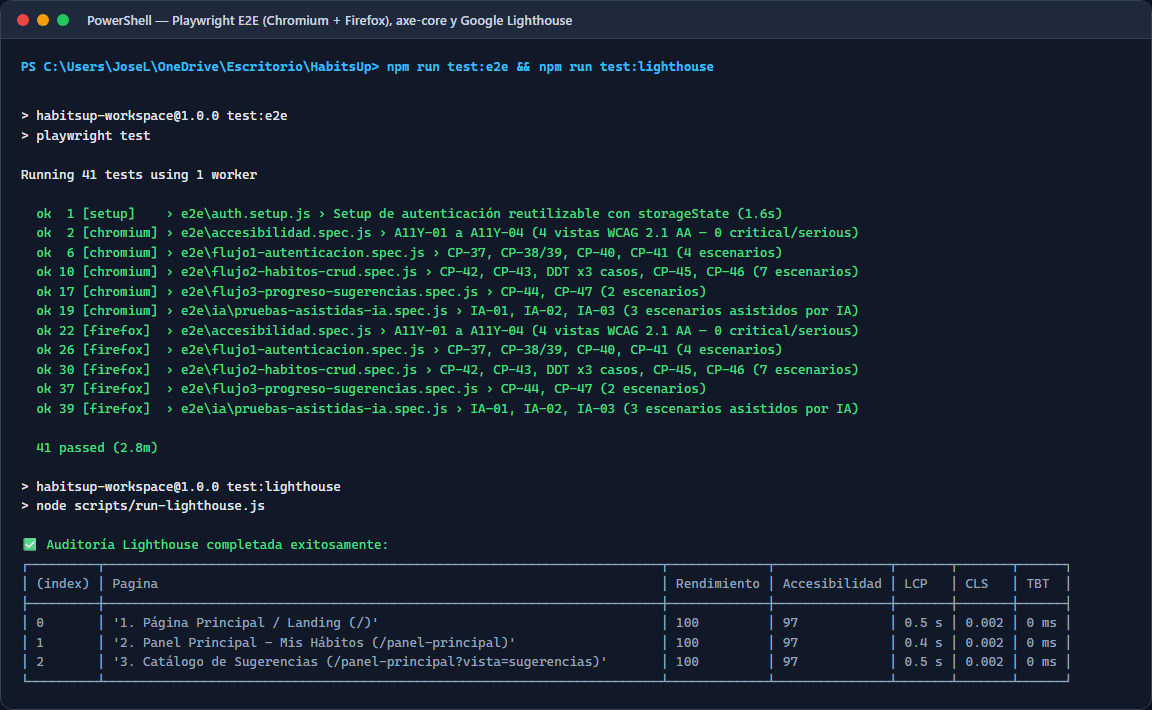 PowerShell — Playwright E2E (Chromium + Firefox), axe-core y Google Lighthouse
PS C:\Users\JoseL\OneDrive\Escritorio\HabitsUp> npm run test:e2e && npm run test:lighthouse
> habitsup-workspace@1.0.0 test:e2e
> playwright test
Running 41 tests using 1 worker
ok 1 [setup] › e2e\auth.setup.js › Setup de autenticación reutilizable con storageState (1.6s)
ok 2 [chromium] › e2e\accesibilidad.spec.js › A11Y-01 a A11Y-04 (4 vistas WCAG 2.1 AA — 0 critical/serious)
ok 6 [chromium] › e2e\flujo1-autenticacion.spec.js › CP-37, CP-38/39, CP-40, CP-41 (4 escenarios)
ok 10 [chromium] › e2e\flujo2-habitos-crud.spec.js › CP-42, CP-43, DDT x3 casos, CP-45, CP-46 (7 escenarios)
ok 17 [chromium] › e2e\flujo3-progreso-sugerencias.spec.js › CP-44, CP-47 (2 escenarios)
ok 19 [chromium] › e2e\ia\pruebas-asistidas-ia.spec.js › IA-01, IA-02, IA-03 (3 escenarios asistidos por IA)
ok 22 [firefox] › e2e\accesibilidad.spec.js › A11Y-01 a A11Y-04 (4 vistas WCAG 2.1 AA — 0 critical/serious)
ok 26 [firefox] › e2e\flujo1-autenticacion.spec.js › CP-37, CP-38/39, CP-40, CP-41 (4 escenarios)
ok 30 [firefox] › e2e\flujo2-habitos-crud.spec.js › CP-42, CP-43, DDT x3 casos, CP-45, CP-46 (7 escenarios)
ok 37 [firefox] › e2e\flujo3-progreso-sugerencias.spec.js › CP-44, CP-47 (2 escenarios)
ok 39 [firefox] › e2e\ia\pruebas-asistidas-ia.spec.js › IA-01, IA-02, IA-03 (3 escenarios asistidos por IA)
41 passed (2.8m)
> habitsup-workspace@1.0.0 test:lighthouse
> node scripts/run-lighthouse.js
✅ Auditoría Lighthouse completada exitosamente:
(index) │ Pagina │ Rendimiento │ Accesibilidad │ LCP │ CLS │ TBT
0 │ '1. Página Principal / Landing (/)' │ 100 │ 97 │ 0.5 s │ 0.002 │ 0 ms
1 │ '2. Panel Principal - Mis Hábitos (/panel-principal)' │ 100 │ 97 │ 0.4 s │ 0.002 │ 0 ms
2 │ '3. Catálogo de Sugerencias (/panel-principal?vista=sugerencias)' │ 100 │ 97 │ 0.5 s │ 0.002 │ 0 ms